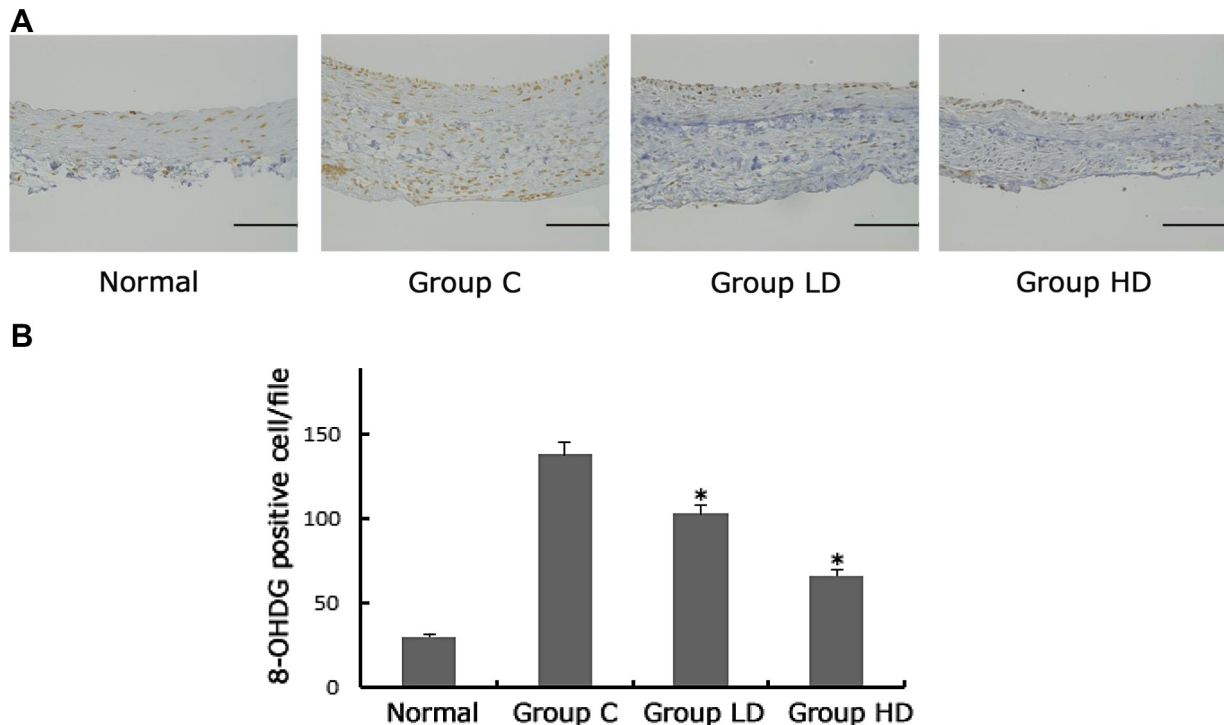 A
Normal
Group C
Group LD
Group HD
B
8-OHDG positive cell/file
150
100
50
0
*
*
Normal
Group C
Group LD
Group HD